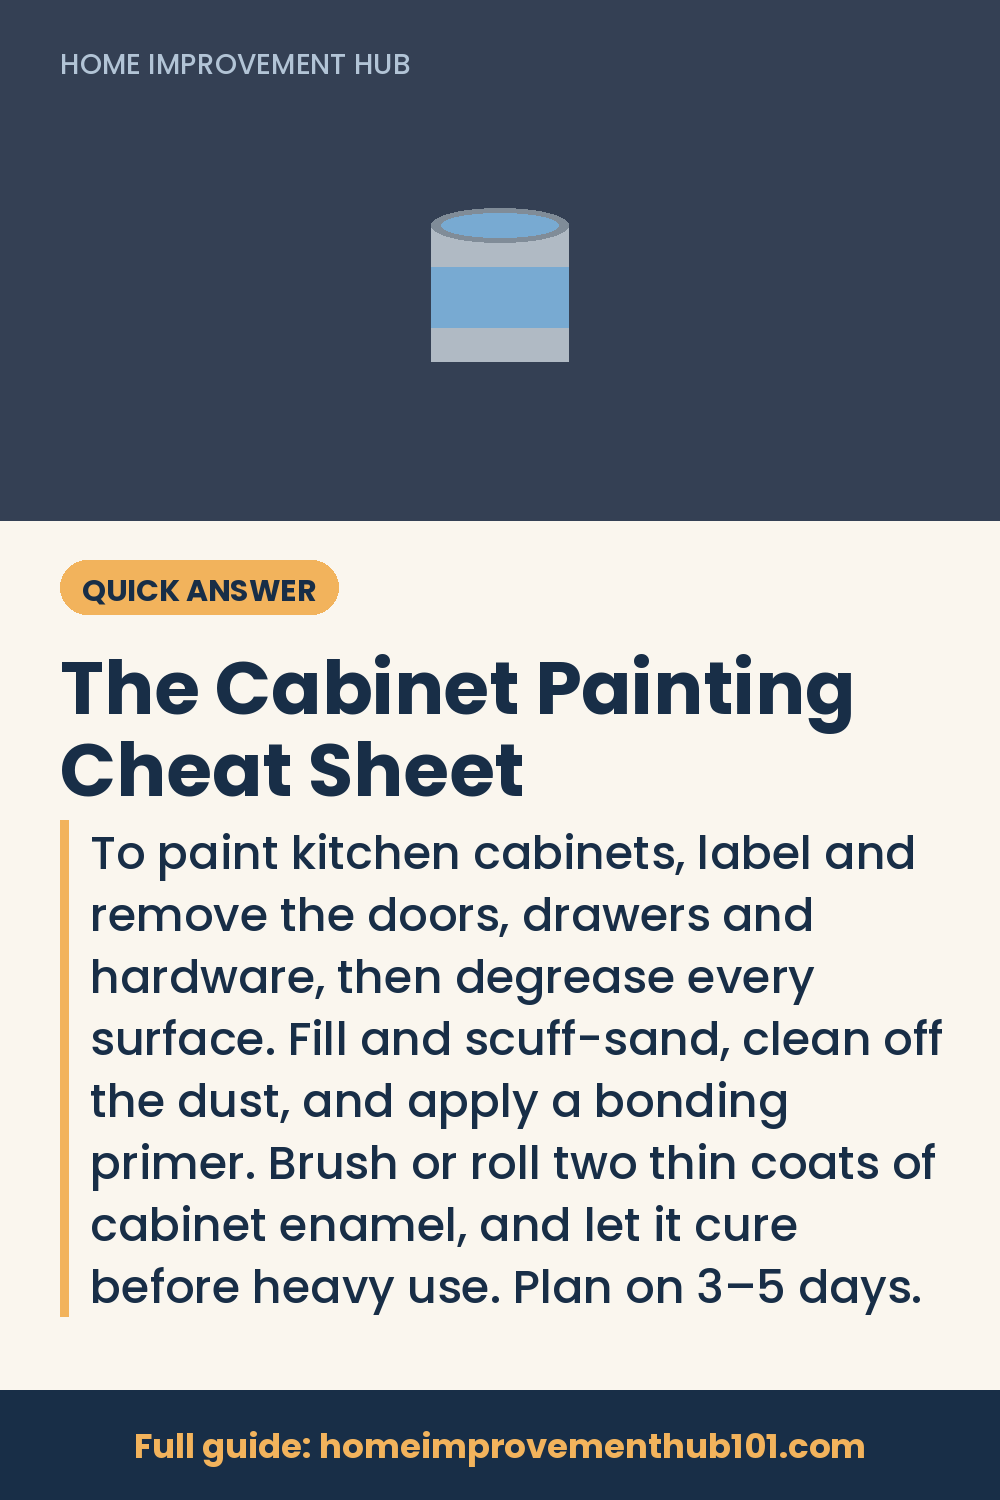 HOME IMPROVEMENT HUB
QUICK ANSWER
The Cabinet Painting
Cheat Sheet
To paint kitchen cabinets, label and
remove the doors, drawers and
hardware, then degrease every
surface. Fill and scuff-sand, clean off
the dust, and apply a bonding
primer. Brush or roll two thin coats of
cabinet enamel, and let it cure
before heavy use. Plan on 3–5 days.
Full guide: homeimprovementhub101.com